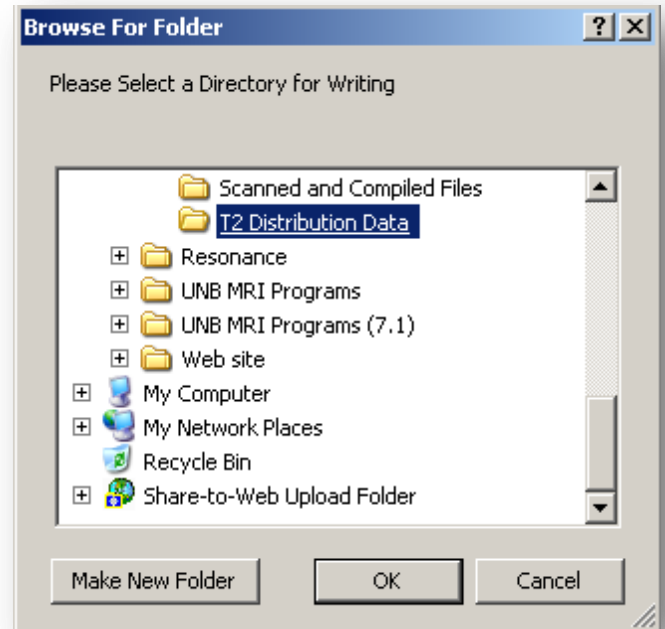 Browse For Folder
Please Select a Directory for Writing
Scanned and Compiled Files
T2 Distribution Data
Resonance
UNB MRI Programs
UNB MRI Programs (7.1)
Web site
My Computer
My Network Places
Recycle Bin
Share-to-Web Upload Folder
Make New Folder OK Cancel